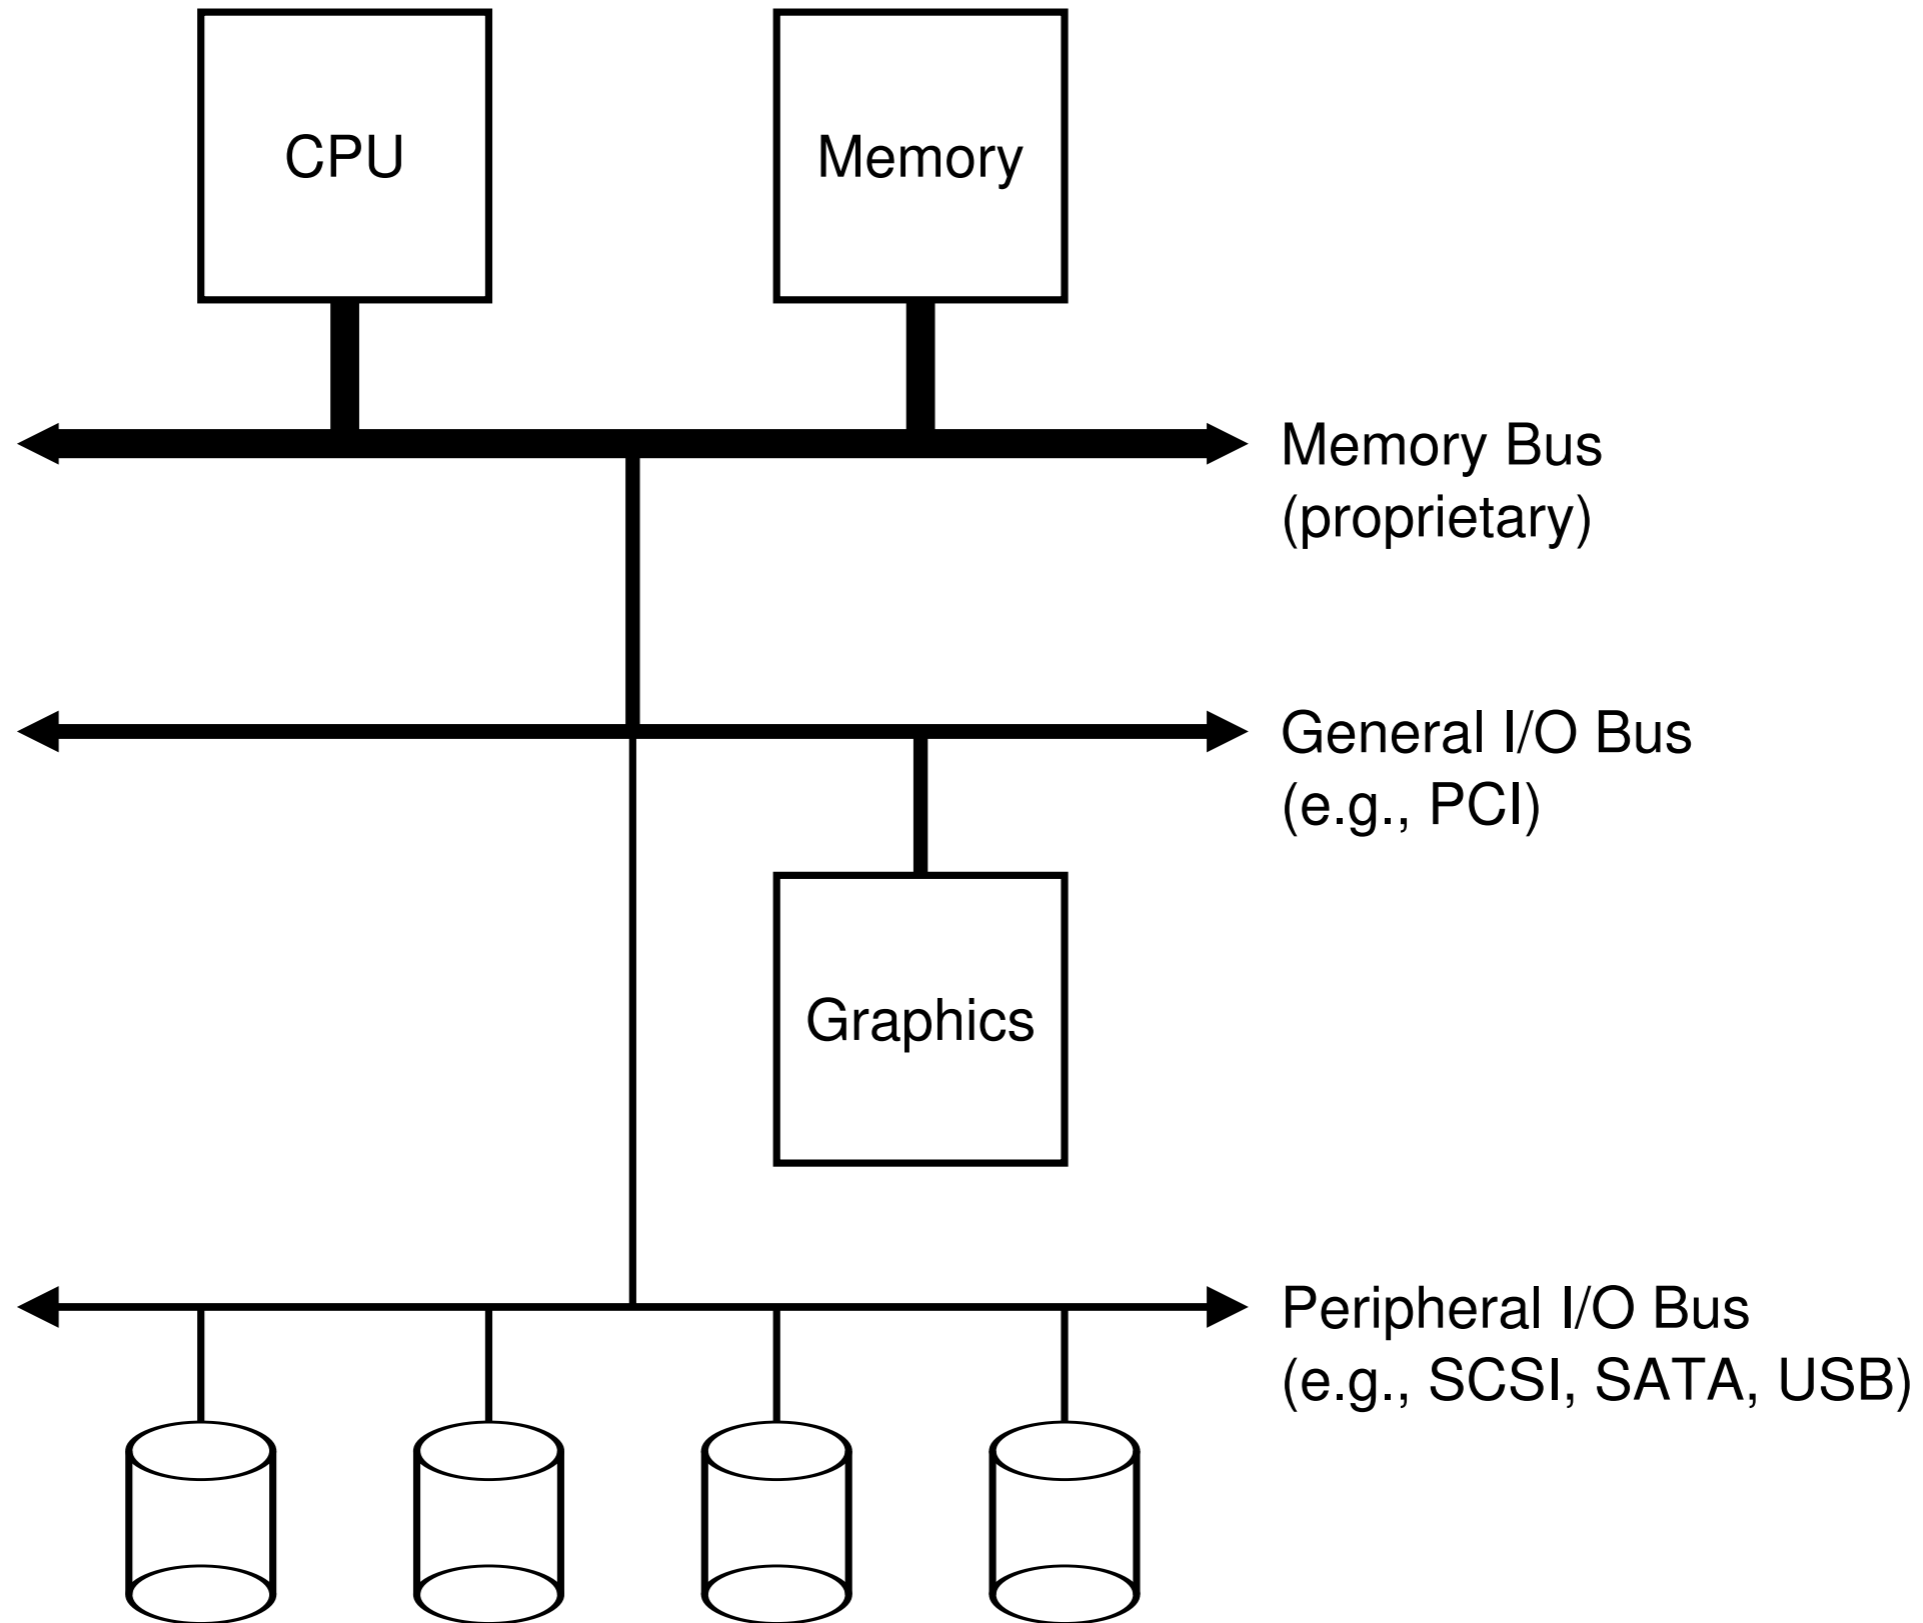 CPU
Memory
Memory Bus
(proprietary)
General I/O Bus
(e.g., PCI)
Graphics
Peripheral I/O Bus
(e.g., SCSI, SATA, USB)